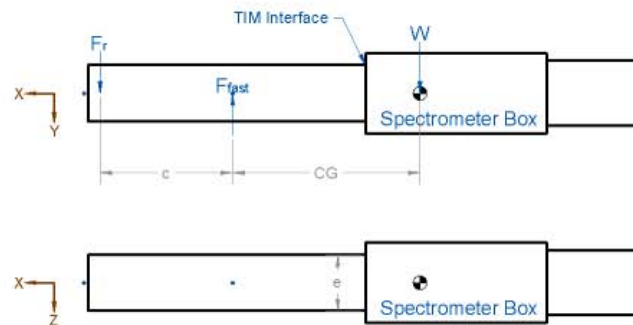 TIM Interface
Fr
W
Ffast
X
Y
Spectrometer Box
c
CG
X
Z
e
Spectrometer Box